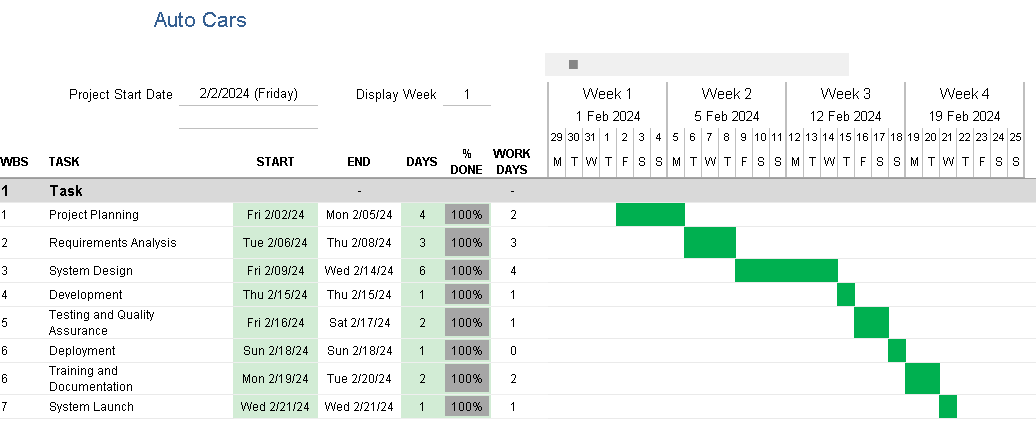 Auto Cars
Project Start Date 2/2/2024 (Friday) Display Week 1 Week 1 Week 2 Week 3 Week 4
1 Feb 2024 5 Feb 2024 12 Feb 2024 19 Feb 2024
29 30 31 1 2 3 4 5 6 7 8 9 10 11 12 13 14 15 16 17 18 19 20 21 22 23 24 25
WBS TASK START END DAYS % DONE WORK DAYS M T W T F S S M T W T F S S M T W T F S S M T W T F S S
1 Task - -
1 Project Planning Fri 2/02/24 Mon 2/05/24 4 100% 2
2 Requirements Analysis Tue 2/06/24 Thu 2/08/24 3 100% 3
3 System Design Fri 2/09/24 Wed 2/14/24 6 100% 4
4 Development Thu 2/15/24 Thu 2/15/24 1 100% 1
5 Testing and Quality Assurance Fri 2/16/24 Sat 2/17/24 2 100% 1
6 Deployment Sun 2/18/24 Sun 2/18/24 1 100% 0
6 Training and Documentation Mon 2/19/24 Tue 2/20/24 2 100% 2
7 System Launch Wed 2/21/24 Wed 2/21/24 1 100% 1